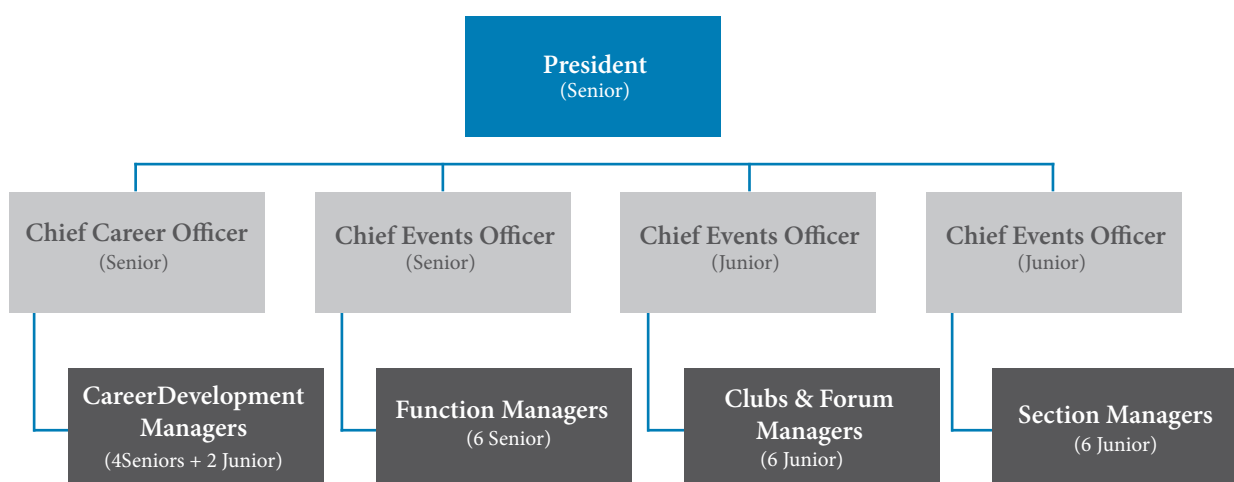 President
(Senior)
Chief Career Officer
(Senior)
Chief Events Officer
(Senior)
Chief Events Officer
(Junior)
Chief Events Officer
(Junior)
CareerDevelopment
Managers
(4Seniors + 2 Junior)
Function Managers
(6 Senior)
Clubs & Forum
Managers
(6 Junior)
Section Managers
(6 Junior)